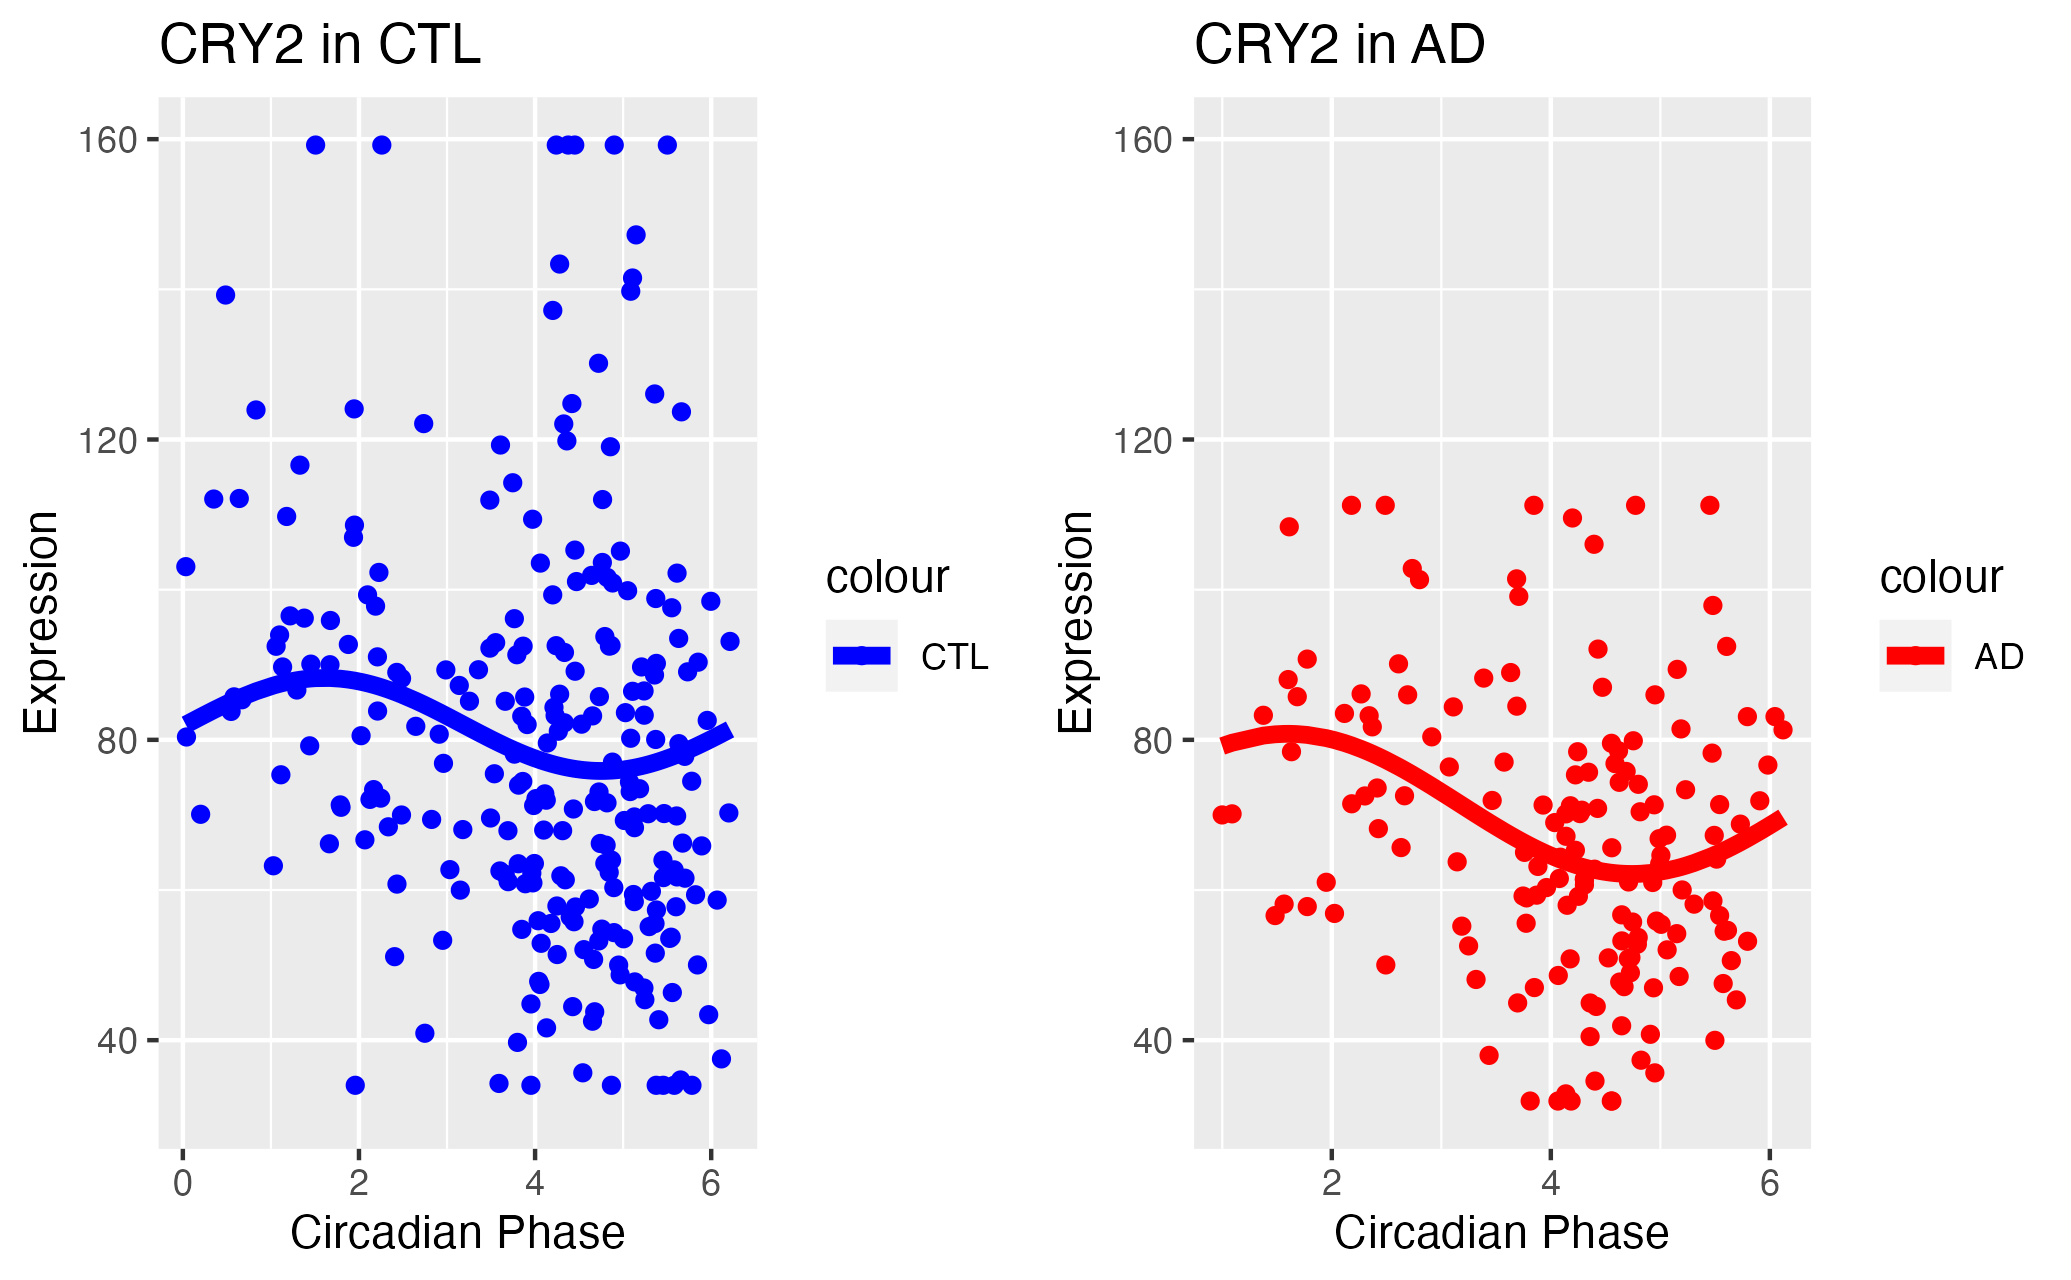 CRY2 in CTL
160
120
80
40
Expression
0 2 4 6
Circadian Phase
colour
CTL
CRY2 in AD
160
120
80
40
Expression
2 4 6
Circadian Phase
colour
AD